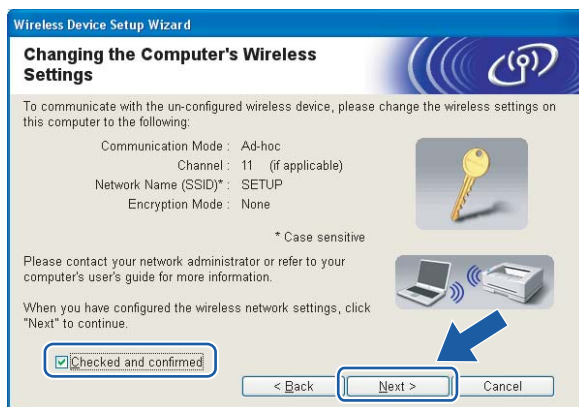 Wireless Device Setup Wizard
Changing the Computer's Wireless
Settings
To communicate with the un-configured wireless device, please change the wireless settings on
this computer to the following:
Communication Mode : Ad-hoc
Channel : 11 (if applicable)
Network Name (SSID)* : SETUP
Encryption Mode : None
* Case sensitive
Please contact your network administrator or refer to your
computer's user's guide for more information.
When you have configured the wireless network settings, click
"Next" to continue.
Checked and confirmed
< Back Next > Cancel